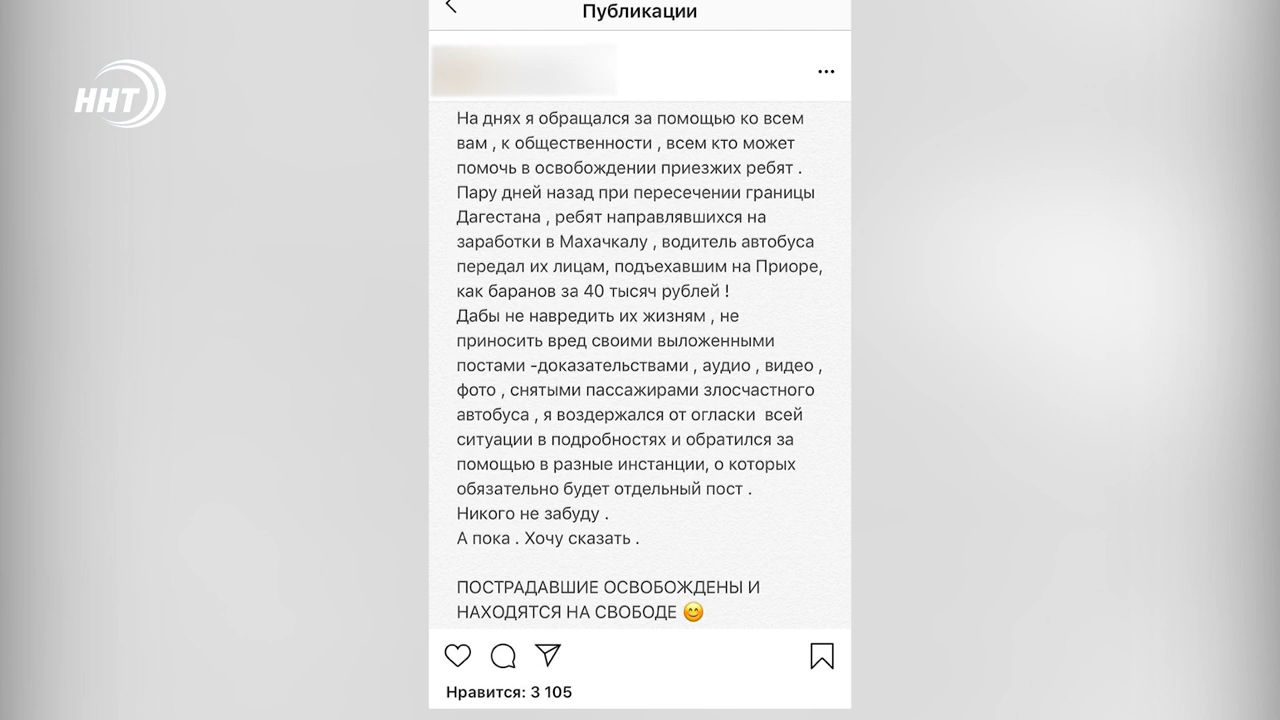 Публикации
ННТ
На днях я обращался за помощью ко всем
вам , к общественности , всем кто может
помочь в освобождении приезжих ребят .
Пару дней назад при пересечении границы
Дагестана , ребят направлявшихся на
заработки в Махачкалу , водитель автобуса
передал их лицам, подъехавшим на Приоре,
как баранов за 40 тысяч рублей !
Дабы не навредить их жизням , не
приносить вред своими выложенными
постами -доказательствами , аудио , видео ,
фото , снятыми пассажирами злосчастного
автобуса , я воздержался от огласки  всей
ситуации в подробностях и обратился за
помощью в разные инстанции, о которых
обязательно будет отдельный пост .
Никого не забуду .
А пока . Хочу сказать .
ПОСТРАДАВШИЕ ОСВОБОЖДЕНЫ И
НАХОДЯТСЯ НА СВОБОДЕ 😊
Нравится: 3 105